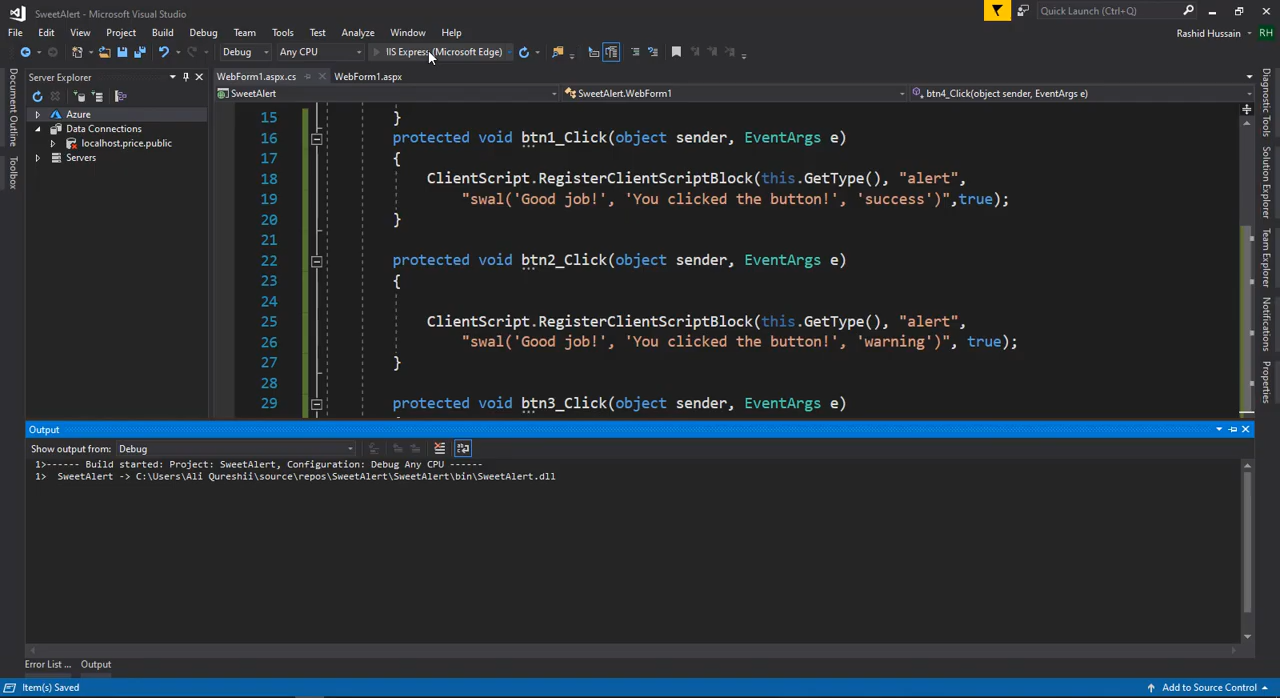 SweetAlert - Microsoft Visual Studio
Quick Launch (Ctrl+Q)
File Edit View Project Build Debug Team Tools Test Analyze Window Help
Rashid Hussain RH
Debug Any CPU IIS Express (Microsoft Edge)
Server Explorer
WebForm1.aspx.cs WebForm1.aspx
SweetAlert SweetAlert.WebForm1 btn4_Click(object sender, EventArgs e)
Azure
Data Connections
localhost.price.public
Servers
Document Outline
Toolbox
15 }
16 protected void btn1_Click(object sender, EventArgs e)
17 {
18 ClientScript.RegisterClientScriptBlock(this.GetType(), "alert",
19 "swal('Good job!', 'You clicked the button!', 'success')",true);
20 }
21
22 protected void btn2_Click(object sender, EventArgs e)
23 {
24
25 ClientScript.RegisterClientScriptBlock(this.GetType(), "alert",
26 "swal('Good job!', 'You clicked the button!', 'warning')", true);
27 }
28
29 protected void btn3_Click(object sender, EventArgs e)
Diagnostic Tools
Solution Explorer
Team Explorer
Notifications
Properties
Output
Show output from: Debug
1>------ Build started: Project: SweetAlert, Configuration: Debug Any CPU ------
1> SweetAlert -> C:\Users\Ali Qureshii\source\repos\SweetAlert\SweetAlert\bin\SweetAlert.dll
Error List ... Output
Item(s) Saved
Add to Source Control